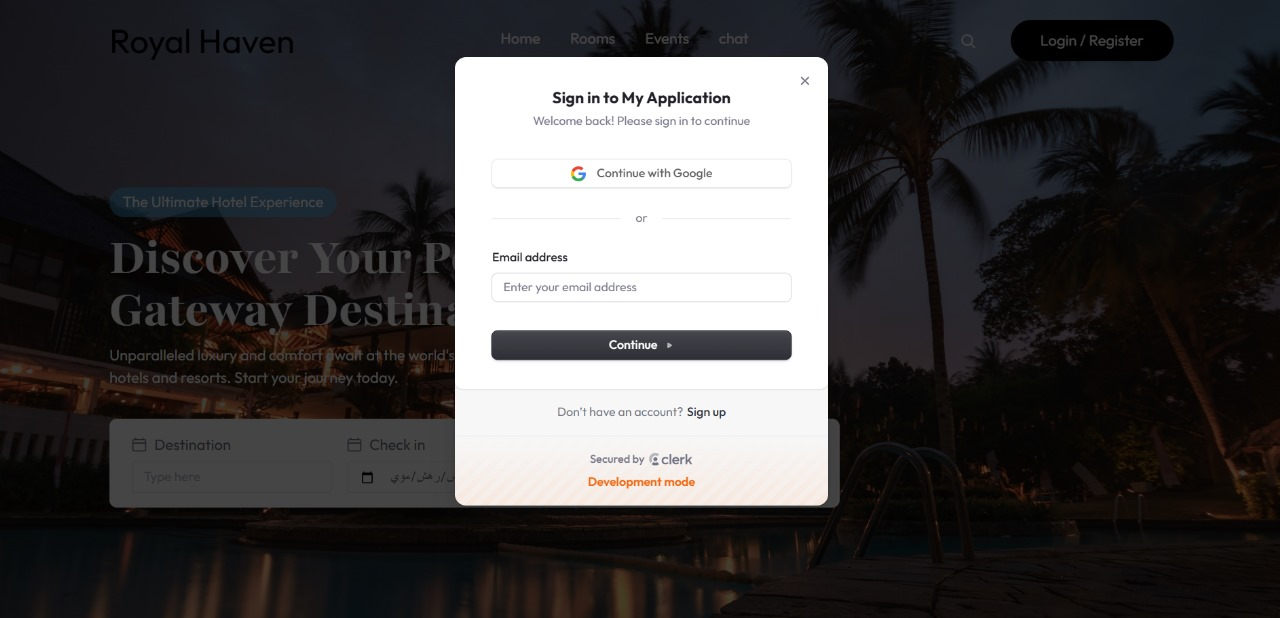 Royal Haven
Home
Rooms
Events
chat
Login / Register
Sign in to My Application
Welcome back! Please sign in to continue
Continue with Google
or
Email address
Enter your email address
Continue
Don't have an account? Sign up
Secured by clerk
Development mode
The Ultimate Hotel Experience
Discover Your
Gateway
Unparalleled luxury and comfort await at the world's
hotels and resorts. Start your journey today.
Destination
Type here
Check in